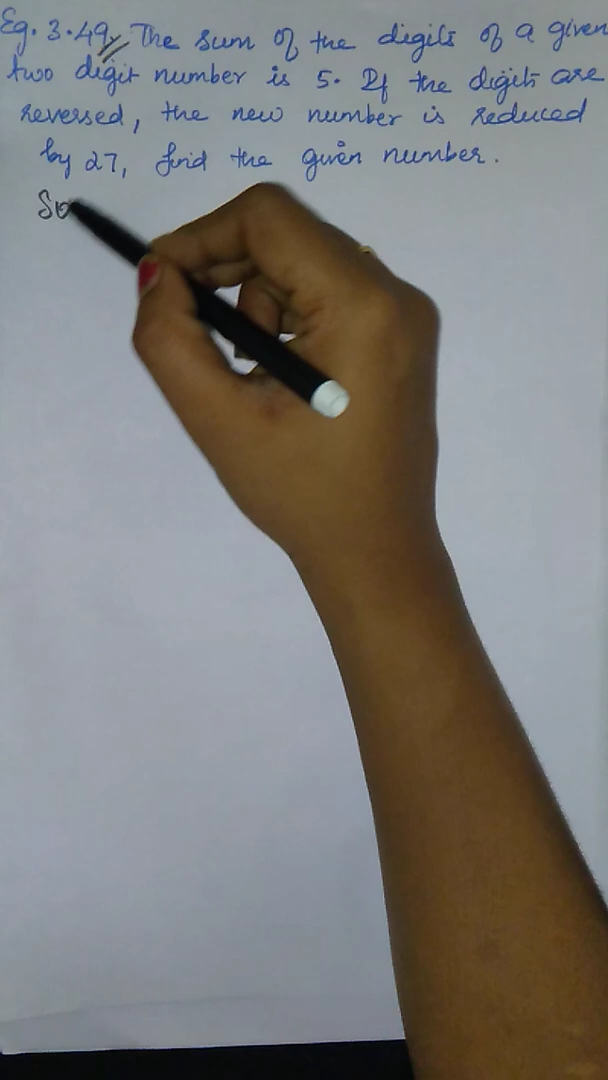 Eg. 3.49, The sum of the digits of a given
two digit number is 5. If the digits are
reversed, the new number is reduced
by 27, find the given number.
So